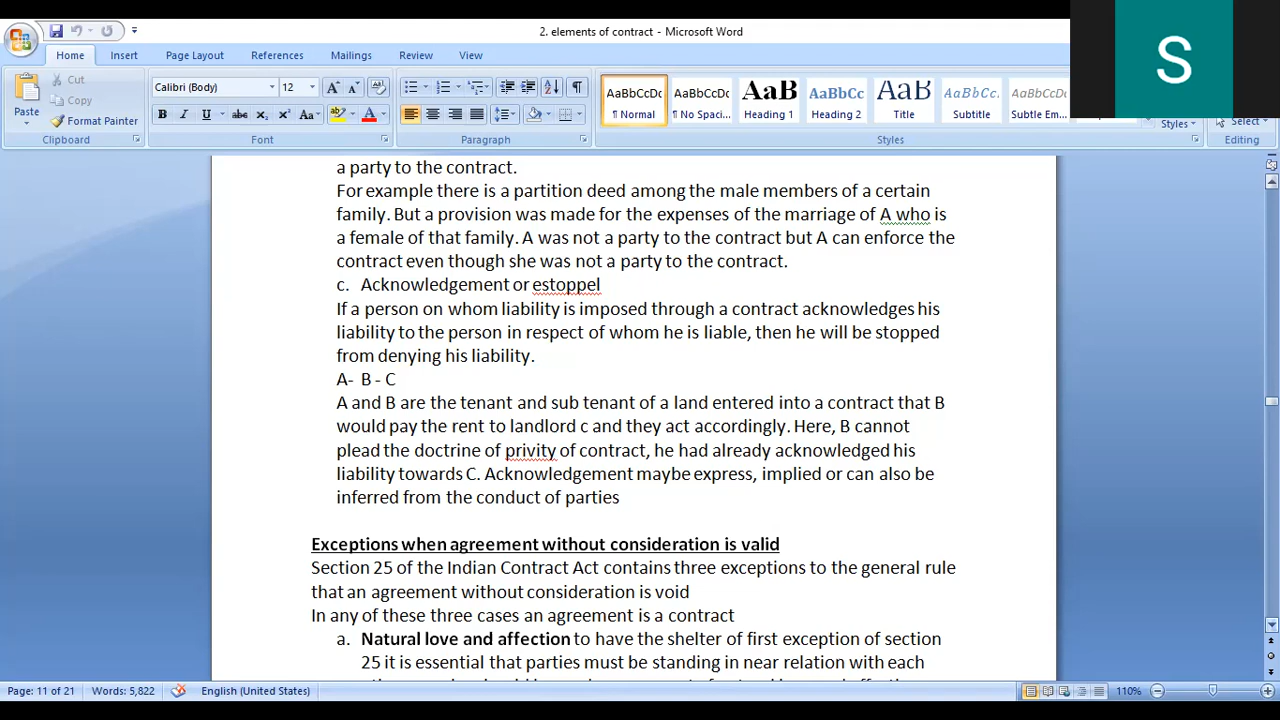 2. elements of contract - Microsoft Word
S
Home Insert Page Layout References Mailings Review View
Cut
Copy
Paste
Format Painter
Calibri (Body) 12
AaBbCcDc AaBbCcDc AaB AaBbCc AaB AaBbCc. AaBbCcDc
¶ Normal ¶ No Spaci... Heading 1 Heading 2 Title Subtitle Subtle Em...
Styles
Select
Clipboard Font Paragraph Styles Editing
a party to the contract.
For example there is a partition deed among the male members of a certain
family. But a provision was made for the expenses of the marriage of A who is
a female of that family. A was not a party to the contract but A can enforce the
contract even though she was not a party to the contract.
c. Acknowledgement or estoppel
If a person on whom liability is imposed through a contract acknowledges his
liability to the person in respect of whom he is liable, then he will be stopped
from denying his liability.
A- B - C
A and B are the tenant and sub tenant of a land entered into a contract that B
would pay the rent to landlord c and they act accordingly. Here, B cannot
plead the doctrine of privity of contract, he had already acknowledged his
liability towards C. Acknowledgement maybe express, implied or can also be
inferred from the conduct of parties
Exceptions when agreement without consideration is valid
Section 25 of the Indian Contract Act contains three exceptions to the general rule
that an agreement without consideration is void
In any of these three cases an agreement is a contract
a. Natural love and affection to have the shelter of first exception of section
25 it is essential that parties must be standing in near relation with each
Page: 11 of 21 Words: 5,822 English (United States) 110%